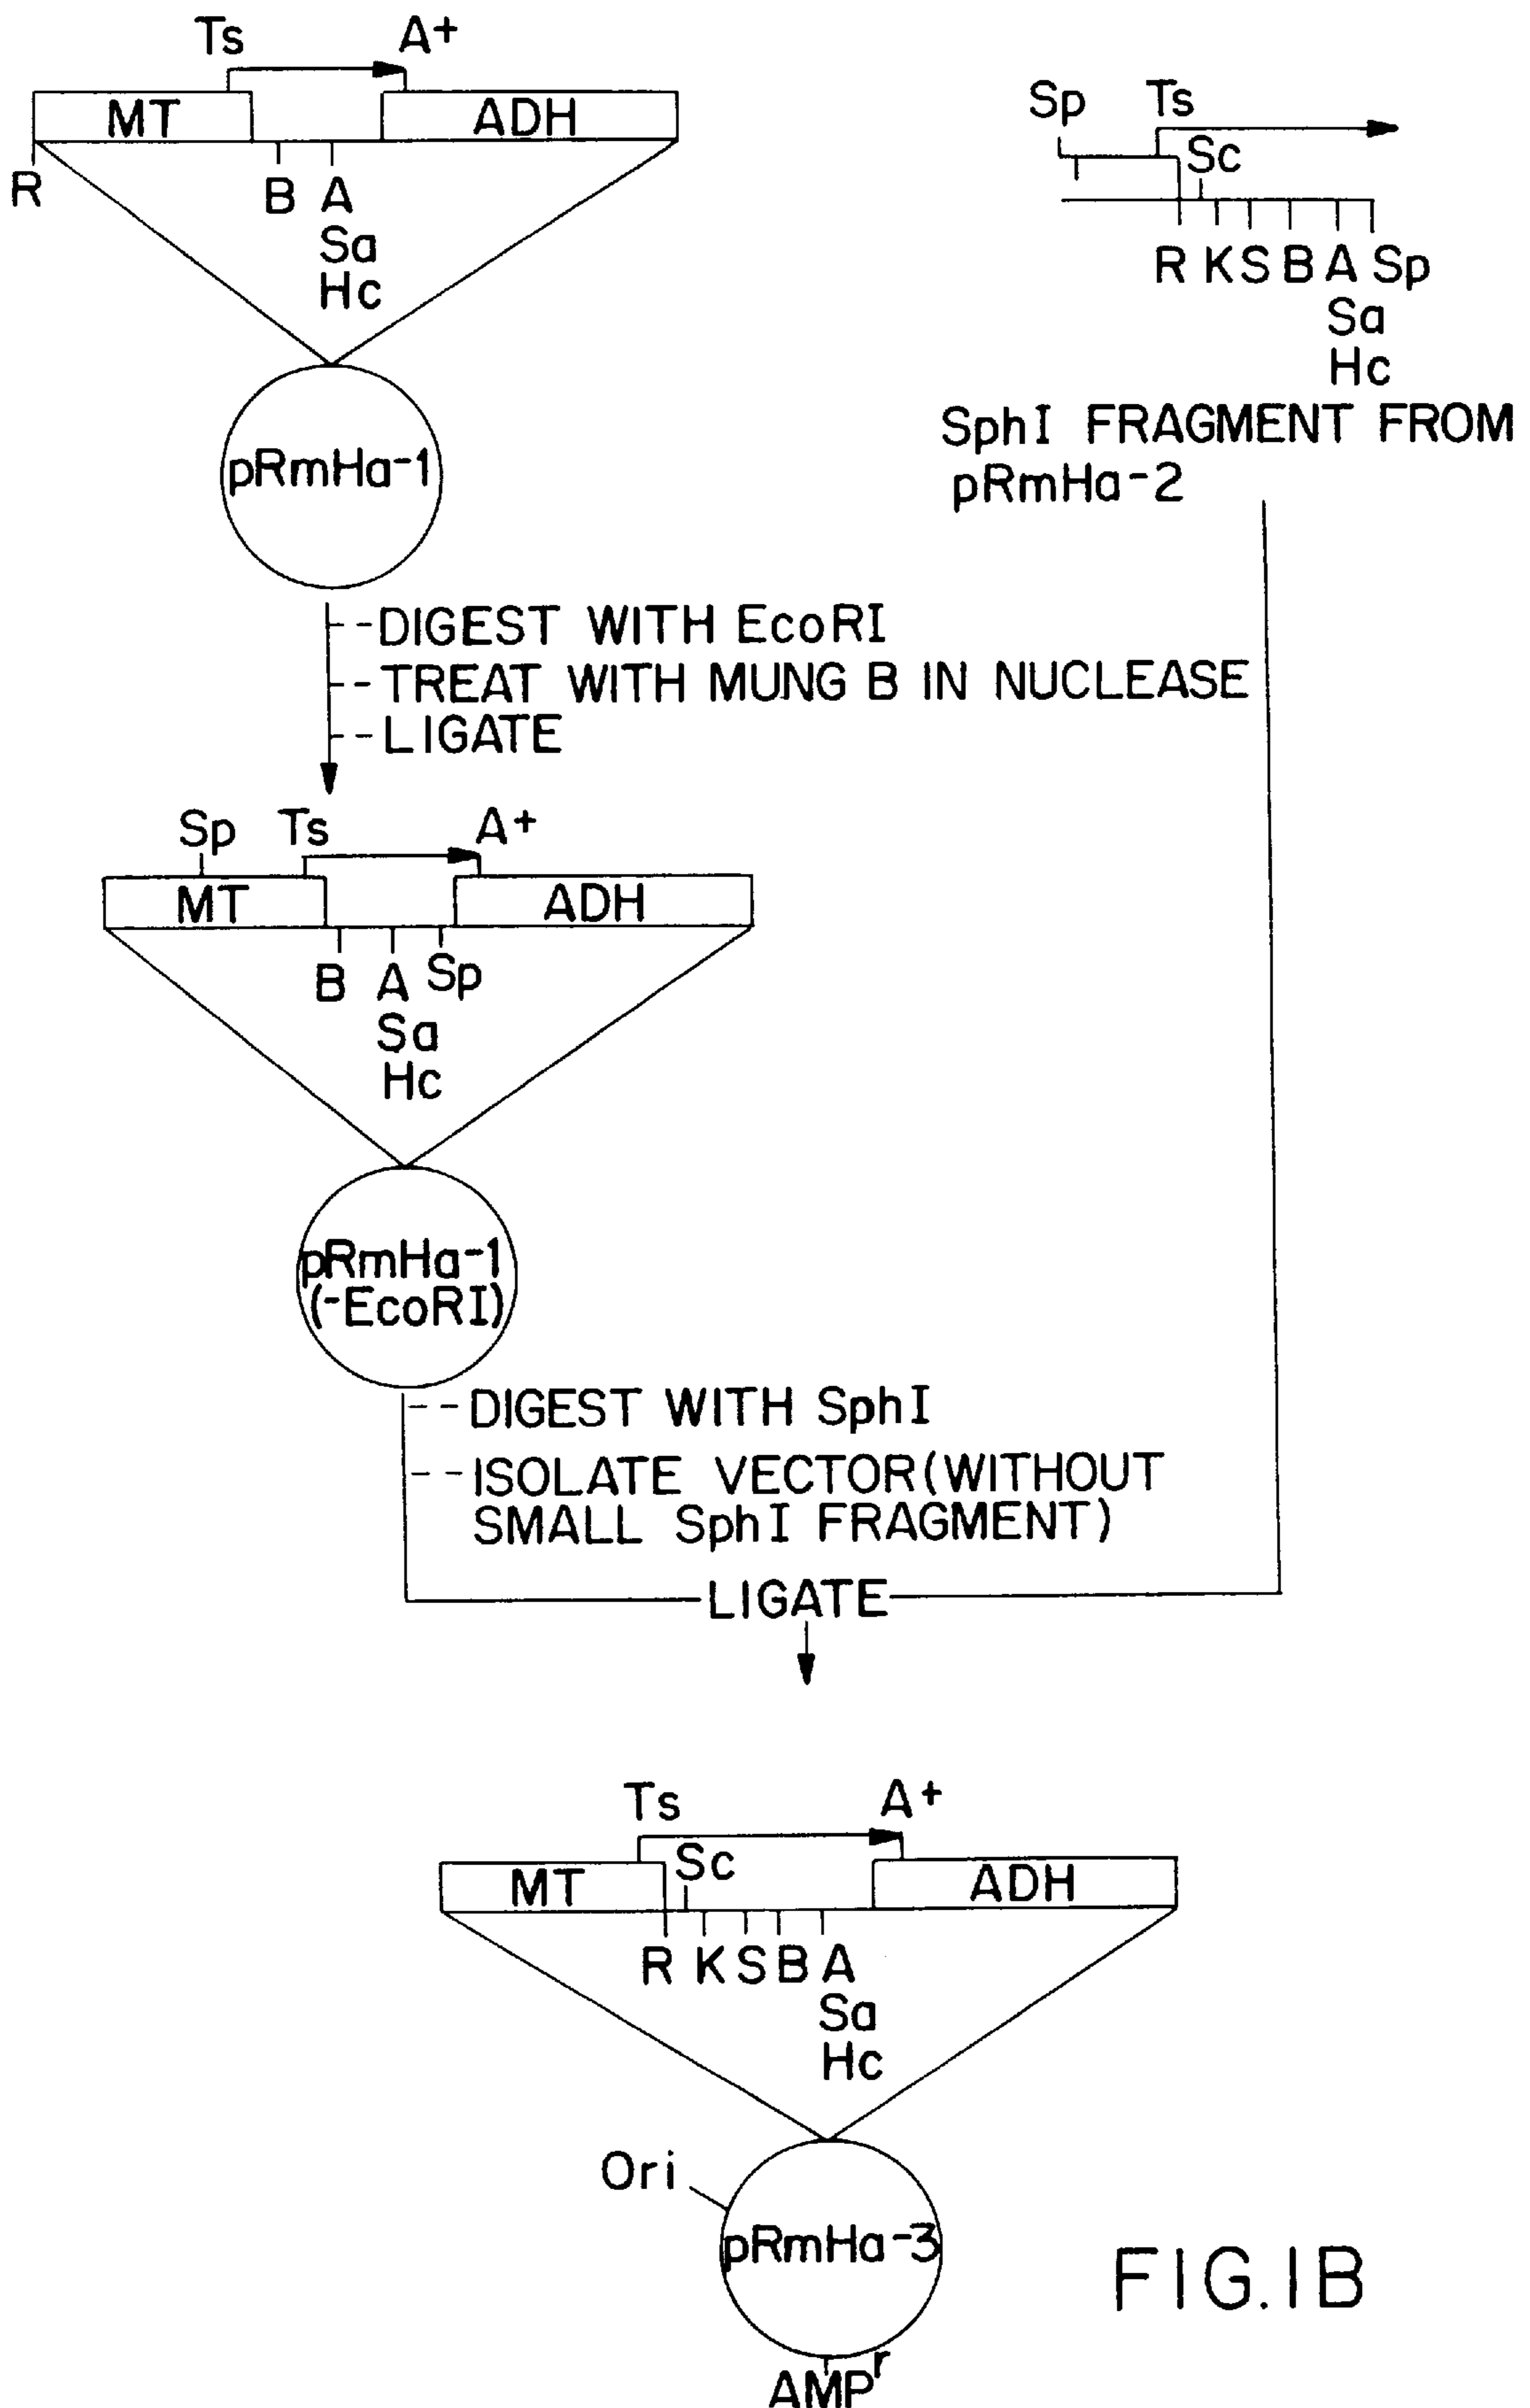 Ts A+
MT ADH
R B A
Sa
Hc
pRmHa-1
Sp Ts
Sc
R K S B A Sp
Sa
Hc
SphI FRAGMENT FROM
pRmHa-2
DIGEST WITH EcoRI
TREAT WITH MUNG B IN NUCLEASE
LIGATE
Sp Ts A+
MT ADH
B A Sp
Sa
Hc
pRmHa-1
(-EcoRI)
DIGEST WITH SphI
ISOLATE VECTOR(WITHOUT
SMALL SphI FRAGMENT)
LIGATE
Ts A+
Sc
MT ADH
R K S B A
Sa
Hc
Ori
pRmHa-3
AMPr
FIG.1B